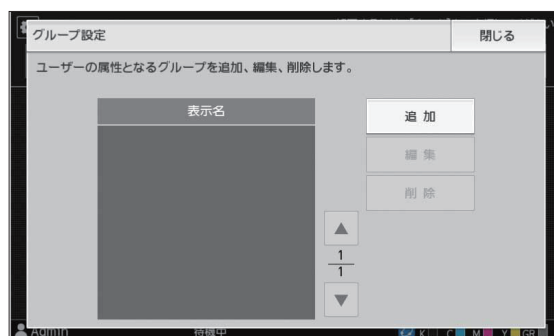 グループ設定
閉じる
ユーザーの属性となるグループを追加、編集、削除します。
表示名
追 加
編 集
削 除
1
1
Admin
待機中
K C M Y GR